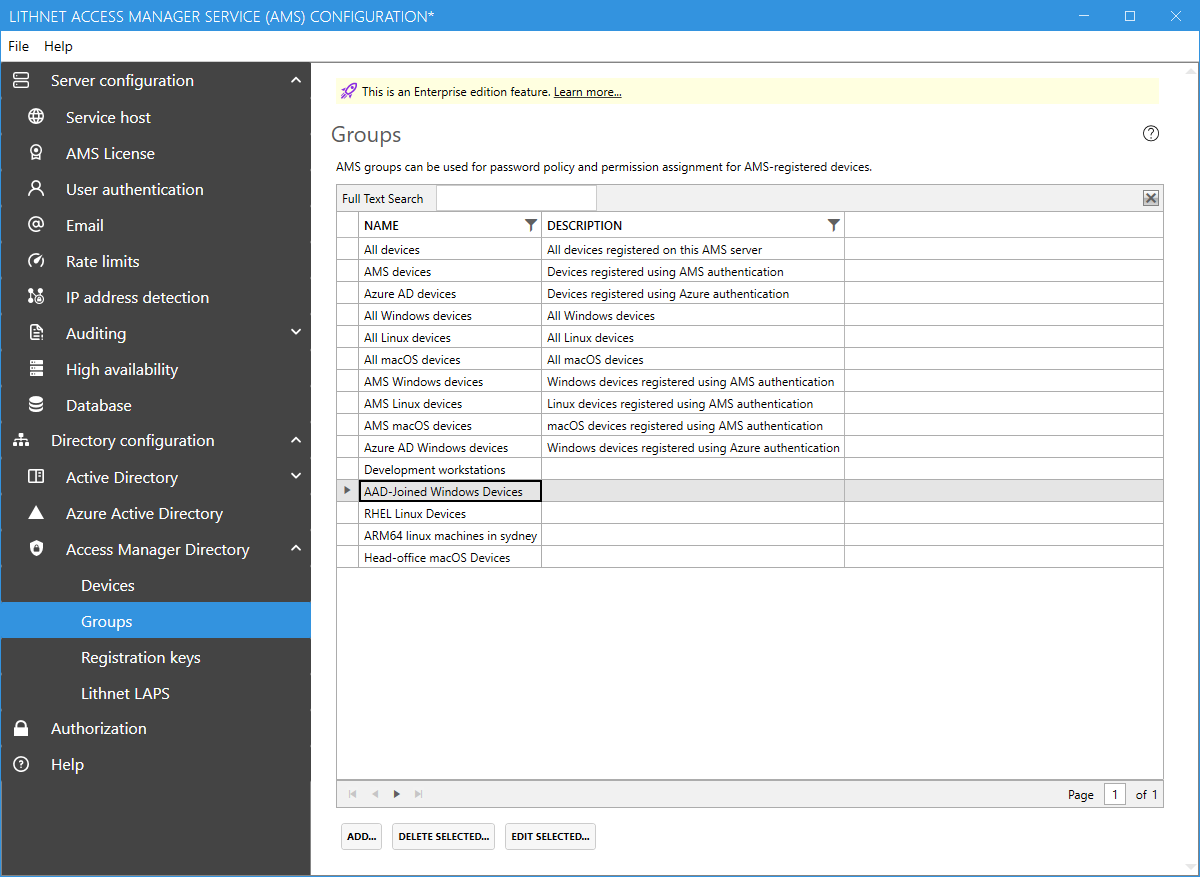 LITHNET ACCESS MANAGER SERVICE (AMS) CONFIGURATION*
File Help
Server configuration
Service host
AMS License
User authentication
Email
Rate limits
IP address detection
Auditing
High availability
Database
Directory configuration
Active Directory
Azure Active Directory
Access Manager Directory
Devices
Groups
Registration keys
Lithnet LAPS
Authorization
Help
This is an Enterprise edition feature. Learn more...
Groups
AMS groups can be used for password policy and permission assignment for AMS-registered devices.
Full Text Search
NAME DESCRIPTION
All devices All devices registered on this AMS server
AMS devices Devices registered using AMS authentication
Azure AD devices Devices registered using Azure authentication
All Windows devices All Windows devices
All Linux devices All Linux devices
All macOS devices All macOS devices
AMS Windows devices Windows devices registered using AMS authentication
AMS Linux devices Linux devices registered using AMS authentication
AMS macOS devices macOS devices registered using AMS authentication
Azure AD Windows devices Windows devices registered using Azure authentication
Development workstations
AAD-Joined Windows Devices
RHEL Linux Devices
ARM64 linux machines in sydney
Head-office macOS Devices
Page 1 of 1
ADD... DELETE SELECTED... EDIT SELECTED...